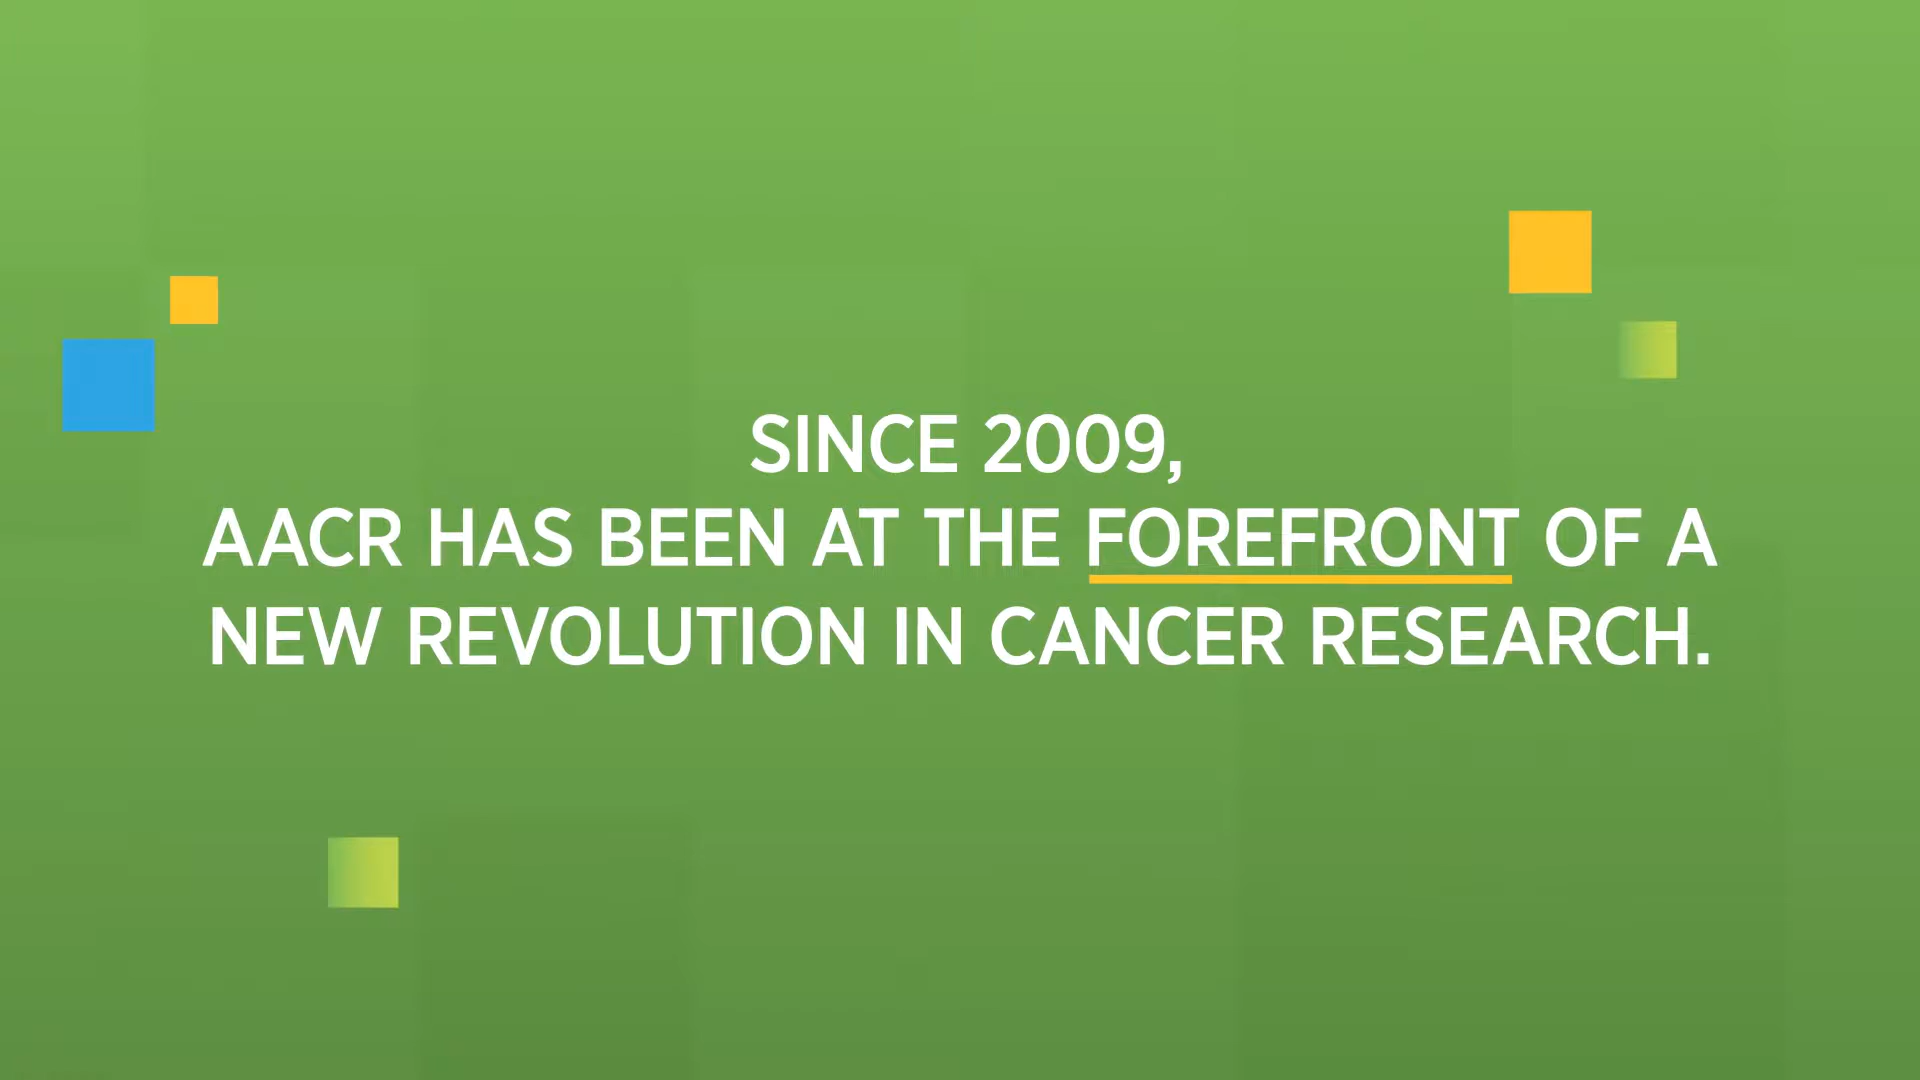 SINCE 2009,
AACR HAS BEEN AT THE FOREFRONT OF A
NEW REVOLUTION IN CANCER RESEARCH.